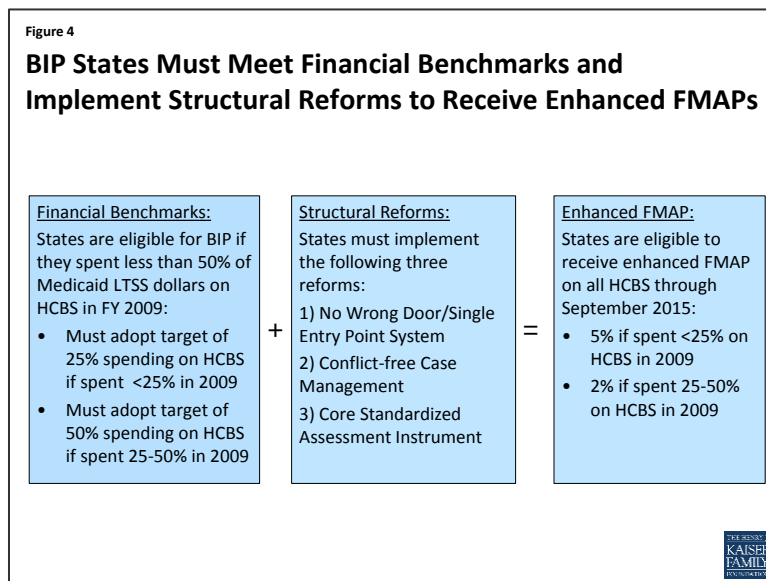 Figure 4
BIP States Must Meet Financial Benchmarks and
Implement Structural Reforms to Receive Enhanced FMAPs
Financial Benchmarks:
States are eligible for BIP if
they spent less than 50% of
Medicaid LTSS dollars on
HCBS in FY 2009:
• Must adopt target of
25% spending on HCBS
if spent <25% in 2009
• Must adopt target of
50% spending on HCBS
if spent 25-50% in 2009
+
Structural Reforms:
States must implement
the following three
reforms:
1) No Wrong Door/Single
Entry Point System
2) Conflict-free Case
Management
3) Core Standardized
Assessment Instrument
=
Enhanced FMAP:
States are eligible to
receive enhanced FMAP
on all HCBS through
September 2015:
• 5% if spent <25% on
HCBS in 2009
• 2% if spent 25-50%
on HCBS in 2009
THE HENRY J
KAISER
FAMILY
FOUNDATION